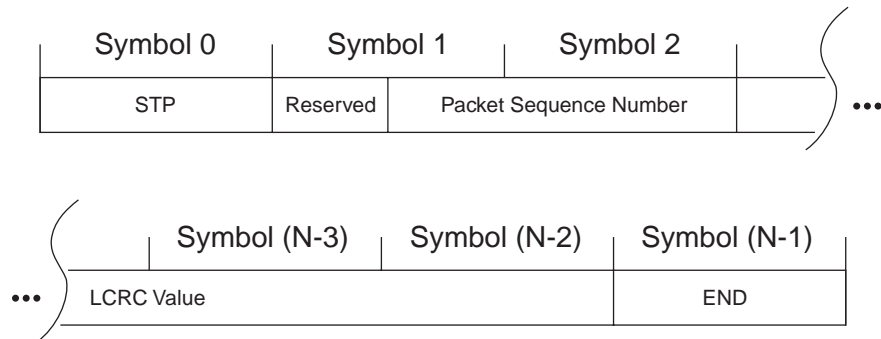 Symbol 0 Symbol 1 Symbol 2
STP Reserved Packet Sequence Number •••
Symbol (N-3) Symbol (N-2) Symbol (N-1)
••• LCRC Value END